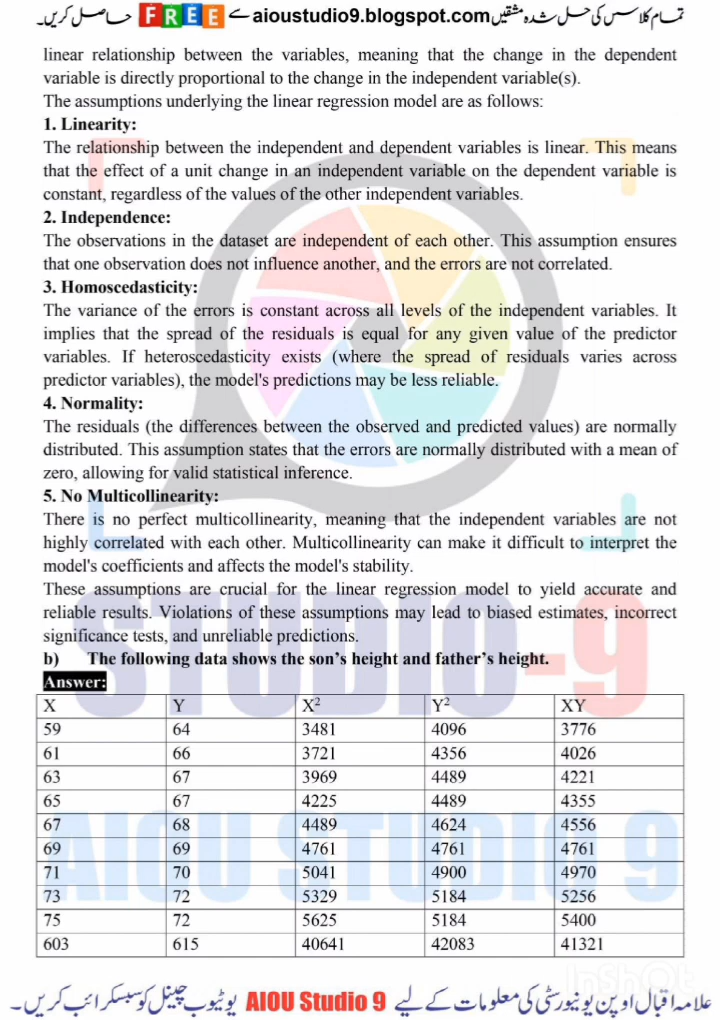 تمام کلاسس کی حل شدہ مشقیں aioustudio9.blogspot.com سے FREE حاصل کریں۔
linear relationship between the variables, meaning that the change in the dependent
variable is directly proportional to the change in the independent variable(s).
The assumptions underlying the linear regression model are as follows:
1. Linearity:
The relationship between the independent and dependent variables is linear. This means
that the effect of a unit change in an independent variable on the dependent variable is
constant, regardless of the values of the other independent variables.
2. Independence:
The observations in the dataset are independent of each other. This assumption ensures
that one observation does not influence another, and the errors are not correlated.
3. Homoscedasticity:
The variance of the errors is constant across all levels of the independent variables. It
implies that the spread of the residuals is equal for any given value of the predictor
variables. If heteroscedasticity exists (where the spread of residuals varies across
predictor variables), the model's predictions may be less reliable.
4. Normality:
The residuals (the differences between the observed and predicted values) are normally
distributed. This assumption states that the errors are normally distributed with a mean of
zero, allowing for valid statistical inference.
5. No Multicollinearity:
There is no perfect multicollinearity, meaning that the independent variables are not
highly correlated with each other. Multicollinearity can make it difficult to interpret the
model's coefficients and affects the model's stability.
These assumptions are crucial for the linear regression model to yield accurate and
reliable results. Violations of these assumptions may lead to biased estimates, incorrect
significance tests, and unreliable predictions.
STUDIO-9
b) The following data shows the son's height and father's height.
Answer:
X Y X² Y² XY
59 64 3481 4096 3776
61 66 3721 4356 4026
63 67 3969 4489 4221
65 67 4225 4489 4355
67 68 4489 4624 4556
69 69 4761 4761 4761
71 70 5041 4900 4970
73 72 5329 5184 5256
75 72 5625 5184 5400
603 615 40641 42083 41321
AIOU STUDIO 9
InShOt
علامہ اقبال اوپن یونیورسٹی کی معلومات کے لیے AIOU Studio 9 یوٹیوب چینل کو سبسکرائب کریں۔